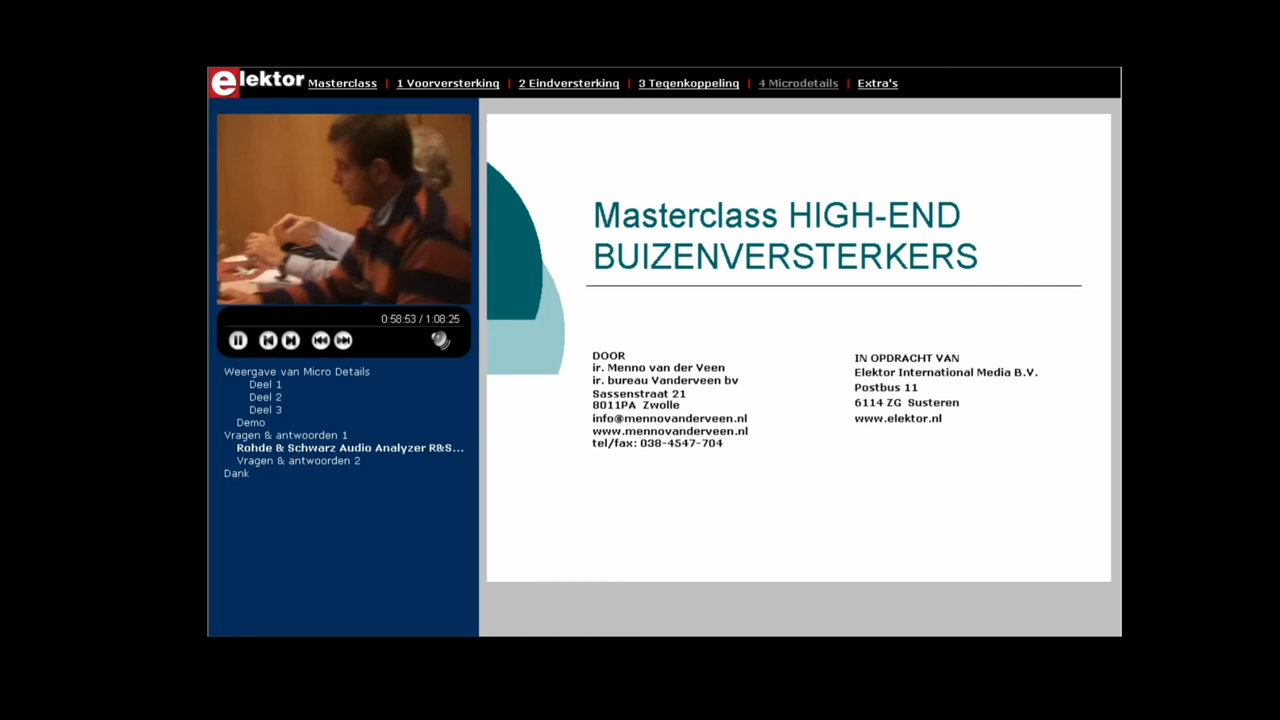 elektor Masterclass | 1 Voorversterking | 2 Eindversterking | 3 Tegenkoppeling | 4 Microdetails | Extra's
0:58:53 / 1:08:25
Weergave van Micro Details
Deel 1
Deel 2
Deel 3
Demo
Vragen & antwoorden 1
Rohde & Schwarz Audio Analyzer R&S...
Vragen & antwoorden 2
Dank
Masterclass HIGH-END
BUIZENVERSTERKERS
DOOR
ir. Menno van der Veen
ir. bureau Vanderveen bv
Sassenstraat 21
8011PA Zwolle
info@mennovanderveen.nl
www.mennovanderveen.nl
tel/fax: 038-4547-704
IN OPDRACHT VAN
Elektor International Media B.V.
Postbus 11
6114 ZG Susteren
www.elektor.nl